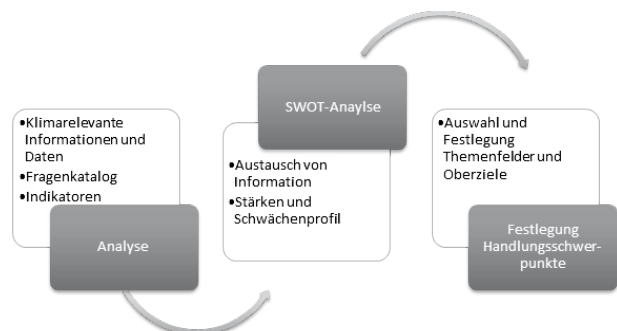 •Klimarelevante
Informationen und
Daten
•Fragenkatalog
•Indikatoren
Analyse
SWOT-Anaylse
•Austausch von
Information
•Stärken und
Schwächenprofil
•Auswahl und
Festlegung
Themenfelder und
Oberziele
Festlegung
Handlungsschwer-
punkte